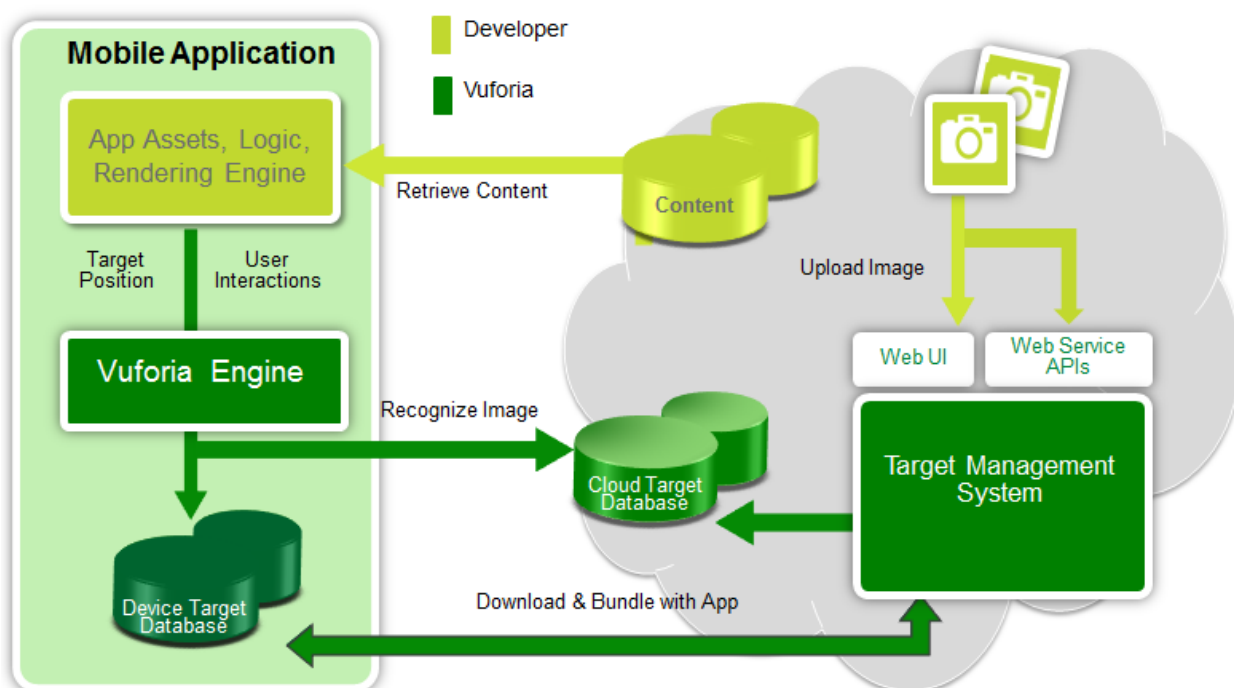 Mobile Application
Developer
Vuforia
App Assets, Logic,
Rendering Engine
Retrieve Content
Content
Target
Position
User
Interactions
Upload Image
Vuforia Engine
Web UI
Web Service
APIs
Recognize Image
Cloud Target
Database
Target Management
System
Device Target
Database
Download & Bundle with App